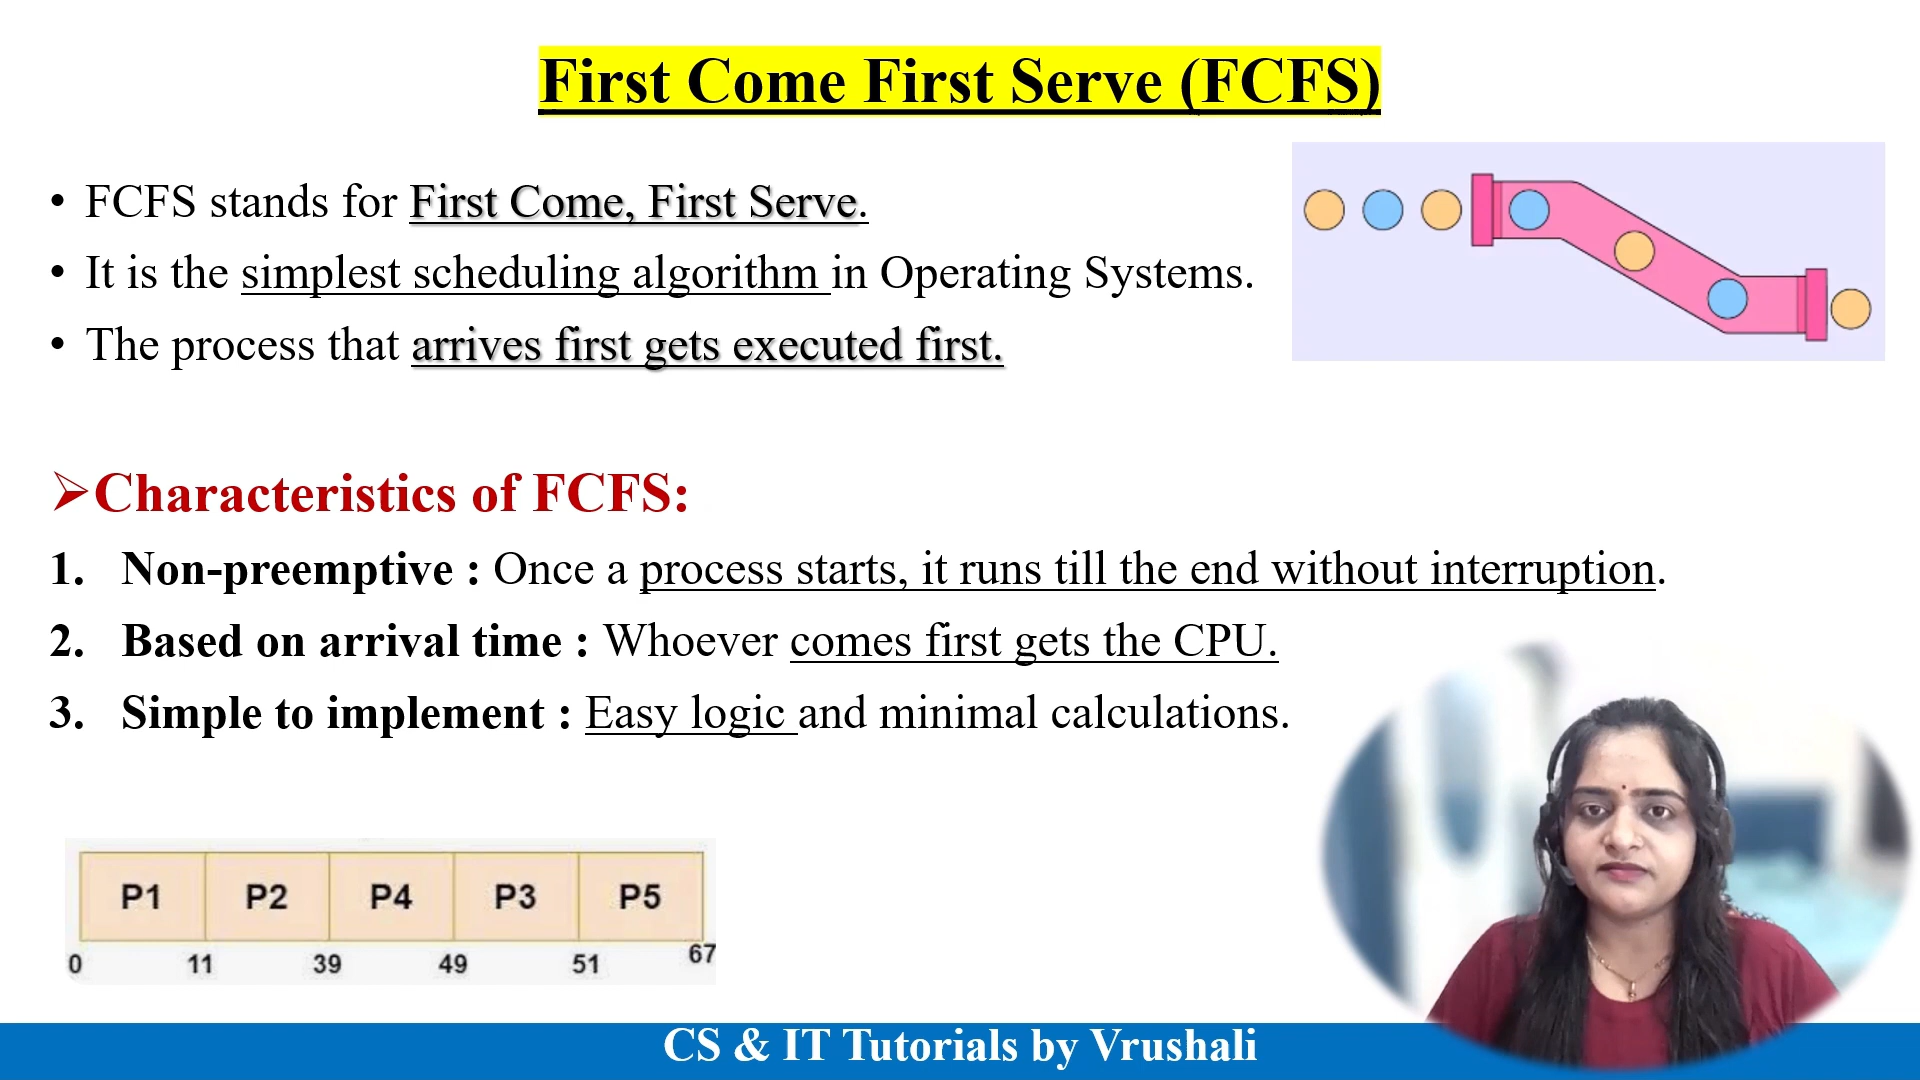 First Come First Serve (FCFS)
• FCFS stands for First Come, First Serve.
• It is the simplest scheduling algorithm in Operating Systems.
• The process that arrives first gets executed first.
➢Characteristics of FCFS:
1. Non-preemptive : Once a process starts, it runs till the end without interruption.
2. Based on arrival time : Whoever comes first gets the CPU.
3. Simple to implement : Easy logic and minimal calculations.
P1 P2 P4 P3 P5
0 11 39 49 51 67
CS & IT Tutorials by Vrushali